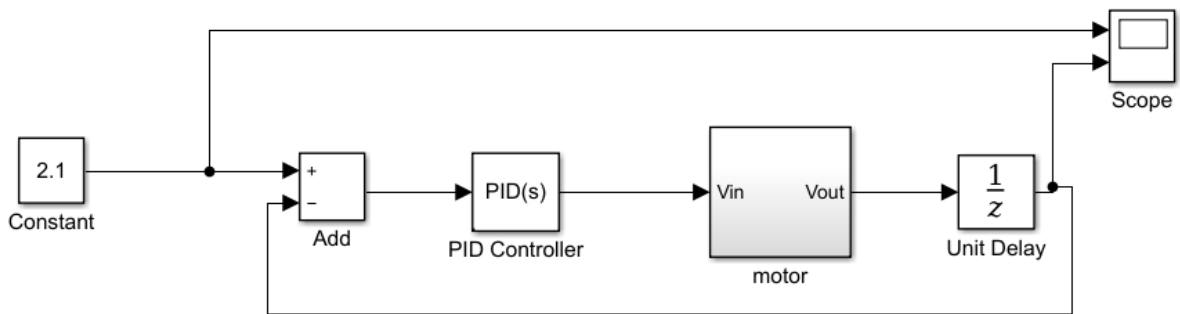 Scope
2.1
Constant
+
−
Add
PID(s)
PID Controller
Vin
Vout
motor
1
z
Unit Delay